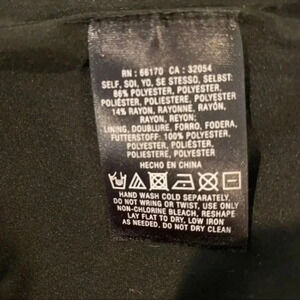 RN : 66170 CA : 32054
SELF, SOI, YO, SE STESSO, SELBST:
86% POLYESTER, POLYESTER,
POLIÉSTER, POLIESTERE, POLYESTER
14% RAYON, RAYONNE, RAYÓN,
RAYON, REYON;
LINING, DOUBLURE, FORRO, FODERA,
FUTTERSTOFF: 100% POLYESTER,
POLYESTER, POLIÉSTER,
POLIESTERE, POLYESTER
HECHO EN CHINA
HAND WASH COLD SEPARATELY,
DO NOT WRING OR TWIST, USE ONLY
NON-CHLORINE BLEACH, RESHAPE
LAY FLAT TO DRY, LOW IRON
AS NEEDED, DO NOT DRY CLEAN